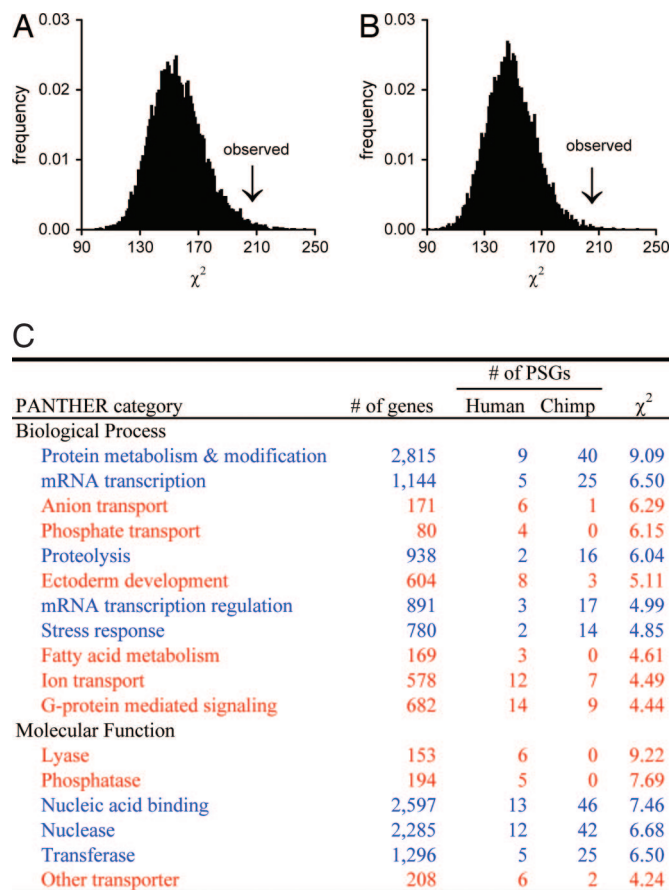 A
B
0.03
0.02
0.01
0.00
frequency
observed
90 130 170 210 250
χ²
0.03
0.02
0.01
0.00
frequency
observed
90 130 170 210 250
χ²
C
# of PSGs
PANTHER category # of genes Human Chimp χ²
Biological Process
Protein metabolism & modification 2,815 9 40 9.09
mRNA transcription 1,144 5 25 6.50
Anion transport 171 6 1 6.29
Phosphate transport 80 4 0 6.15
Proteolysis 938 2 16 6.04
Ectoderm development 604 8 3 5.11
mRNA transcription regulation 891 3 17 4.99
Stress response 780 2 14 4.85
Fatty acid metabolism 169 3 0 4.61
Ion transport 578 12 7 4.49
G-protein mediated signaling 682 14 9 4.44
Molecular Function
Lyase 153 6 0 9.22
Phosphatase 194 5 0 7.69
Nucleic acid binding 2,597 13 46 7.46
Nuclease 2,285 12 42 6.68
Transferase 1,296 5 25 6.50
Other transporter 208 6 2 4.24